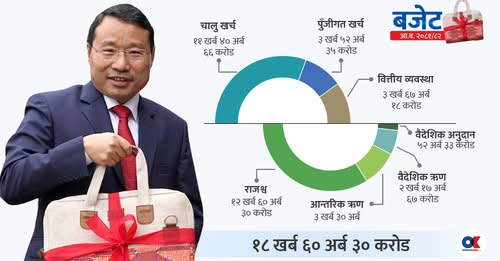 बजेट
आ.व. २०८१/८२
चालु खर्च
११ खर्ब ४० अर्ब
६६ करोड
पुँजीगत खर्च
३ खर्ब ५२ अर्ब
३५ करोड
वित्तीय व्यवस्था
३ खर्ब ६७ अर्ब
१८ करोड
वैदेशिक अनुदान
५२ अर्ब ३३ करोड
वैदेशिक ऋण
२ खर्ब १७ अर्ब
६७ करोड
आन्तरिक ऋण
३ खर्ब ३० अर्ब
राजश्व
१२ खर्ब ६० अर्ब
३० करोड
१८ खर्ब ६० अर्ब ३० करोड